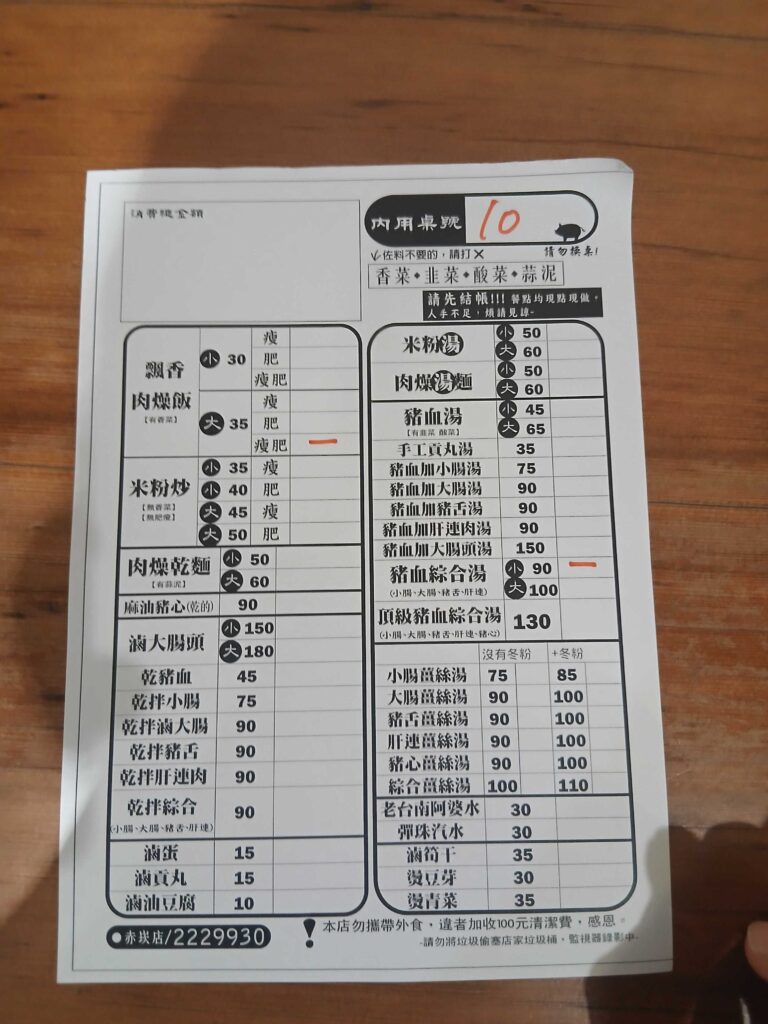 消費總金額
內用桌號 10
請勿換桌!
佐料不要的，請打✕
香菜◆韭菜◆酸菜◆蒜泥
請先結帳!!! 餐點均現點現做，
人手不足，煩請見諒~
飄香肉燥飯
【有香菜】
小 30 瘦
肥
瘦肥
大 35 瘦
肥
瘦肥 一
米粉炒
【無香菜】
【無肥瘦】
小 35 瘦
小 40 肥
大 45 瘦
大 50 肥
肉燥乾麵
【有蒜泥】
小 50
大 60
麻油豬心(乾的) 90
滷大腸頭
小 150
大 180
乾豬血 45
乾拌小腸 75
乾拌滷大腸 90
乾拌豬舌 90
乾拌肝連肉 90
乾拌綜合 90
(小腸、大腸、豬舌、肝連)
滷蛋 15
滷貢丸 15
滷油豆腐 10
米粉湯
小 50
大 60
肉燥湯麵
小 50
大 60
豬血湯
【有韭菜 酸菜】
小 45
大 65
手工貢丸湯 35
豬血加小腸湯 75
豬血加大腸湯 90
豬血加豬舌湯 90
豬血加肝連肉湯 90
豬血加大腸頭湯 150
豬血綜合湯
(小腸、大腸、豬舌、肝連)
小 90 一
大 100
頂級豬血綜合湯 130
(小腸、大腸、豬舌、肝連、豬心)
沒有冬粉 +冬粉
小腸薑絲湯 75 85
大腸薑絲湯 90 100
豬舌薑絲湯 90 100
肝連薑絲湯 90 100
豬心薑絲湯 90 100
綜合薑絲湯 100 110
老台南阿婆水 30
彈珠汽水 30
滷筍干 35
燙豆芽 30
燙青菜 35
赤崁店/2229930
! 本店勿攜帶外食，違者加收100元清潔費，感恩。
-請勿將垃圾偷塞店家垃圾桶，監視器錄影中-